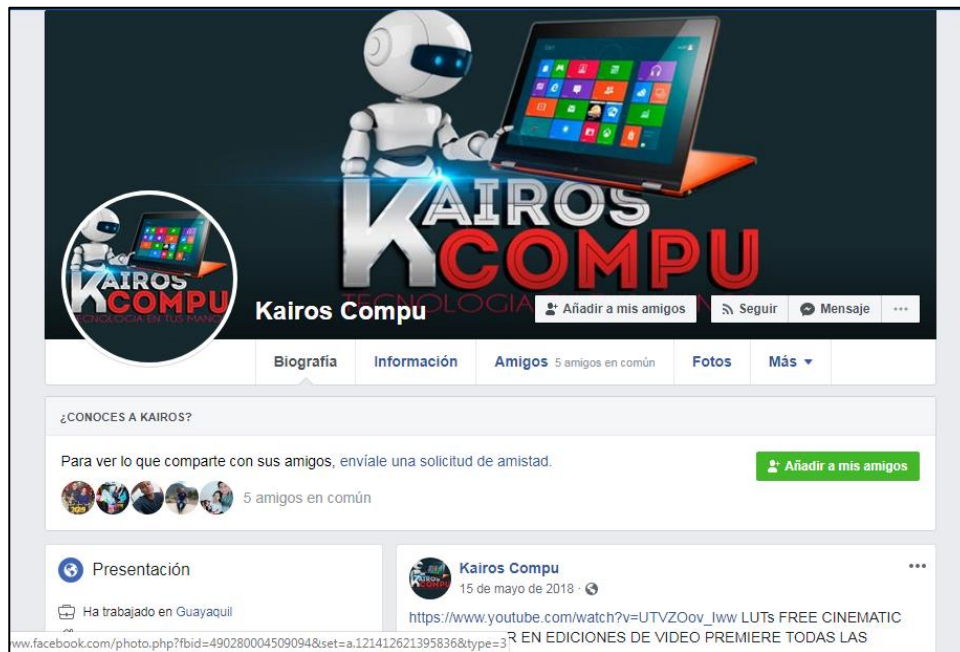 KAIROS
COMPU
TECNOLOGIA
KAIROS
COMPU
TECNOLOGIA EN TUS MANOS
Kairos Compu
Añadir a mis amigos
Seguir
Mensaje
Biografía
Información
Amigos 5 amigos en común
Fotos
Más
¿CONOCES A KAIROS?
Para ver lo que comparte con sus amigos, envíale una solicitud de amistad.
Añadir a mis amigos
5 amigos en común
Presentación
Ha trabajado en Guayaquil
Kairos Compu
15 de mayo de 2018
https://www.youtube.com/watch?v=UTVZOov_Iww LUTs FREE CINEMATIC
R EN EDICIONES DE VIDEO PREMIERE TODAS LAS
ww.facebook.com/photo.php?fbid=490280004509094&set=a.121412621395836&type=3